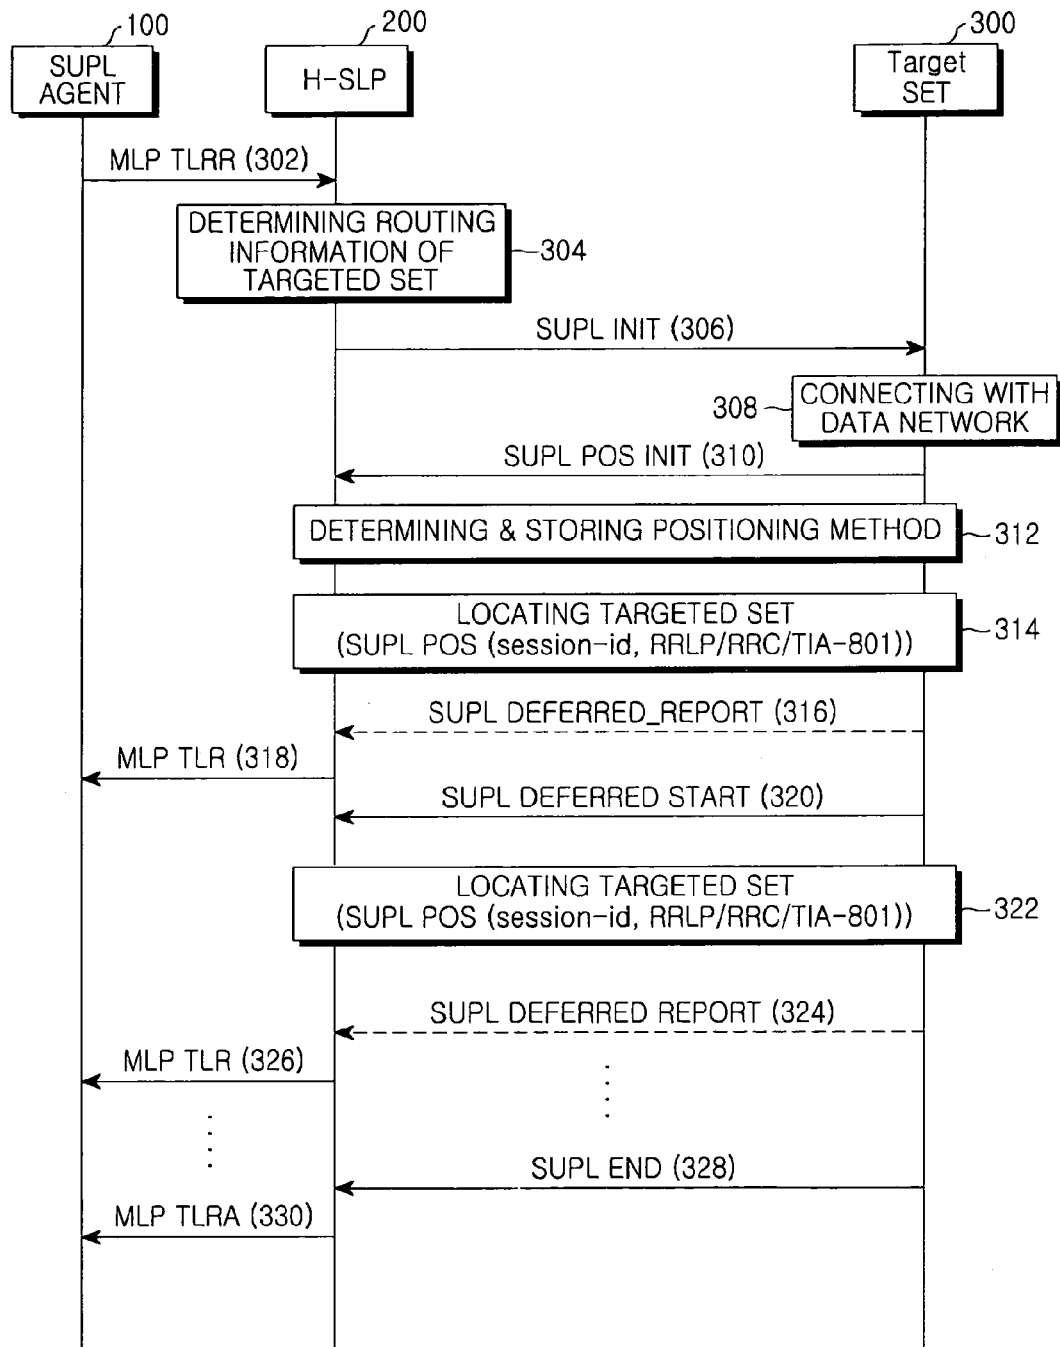 100
200
300
SUPL
AGENT
H-SLP
Target
SET
MLP TLRR (302)
DETERMINING ROUTING
INFORMATION OF
TARGETED SET
304
SUPL INIT (306)
308
CONNECTING WITH
DATA NETWORK
SUPL POS INIT (310)
DETERMINING & STORING POSITIONING METHOD
312
LOCATING TARGETED SET
(SUPL POS (session-id, RRLP/RRC/TIA-801))
314
SUPL DEFERRED_REPORT (316)
MLP TLR (318)
SUPL DEFERRED START (320)
LOCATING TARGETED SET
(SUPL POS (session-id, RRLP/RRC/TIA-801))
322
SUPL DEFERRED REPORT (324)
MLP TLR (326)
SUPL END (328)
MLP TLRA (330)